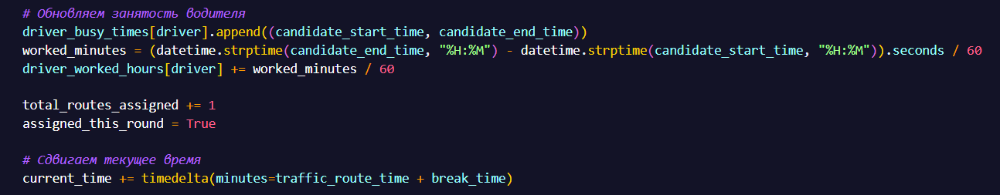 # Обновляем занятость водителя
driver_busy_times[driver].append((candidate_start_time, candidate_end_time))
worked_minutes = (datetime.strptime(candidate_end_time, "%H:%M") - datetime.strptime(candidate_start_time, "%H:%M")).seconds / 60
driver_worked_hours[driver] += worked_minutes / 60
total_routes_assigned += 1
assigned_this_round = True
# Сдвигаем текущее время
current_time += timedelta(minutes=traffic_route_time + break_time)